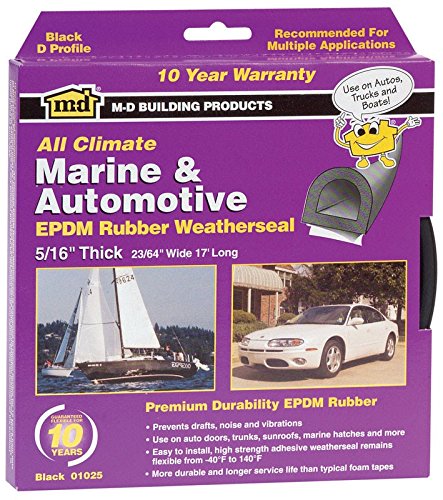 Black
D Profile
Recommended For
Multiple Applications
10 Year Warranty
m-d
M-D BUILDING PRODUCTS
Use on Autos,
Trucks and
Boats!
All Climate
Marine &
Automotive
EPDM Rubber Weatherseal
5/16" Thick 23/64" Wide 17' Long
Premium Durability EPDM Rubber
• Prevents drafts, noise and vibrations
• Use on auto doors, trunks, sunroofs, marine hatches and more
• Easy to install, high strength adhesive weatherseal remains
flexible from -40°F to 140°F
• More durable and longer service life than typical foam tapes
GUARANTEED
FLEXIBLE FOR
10
YEARS
Black 01025